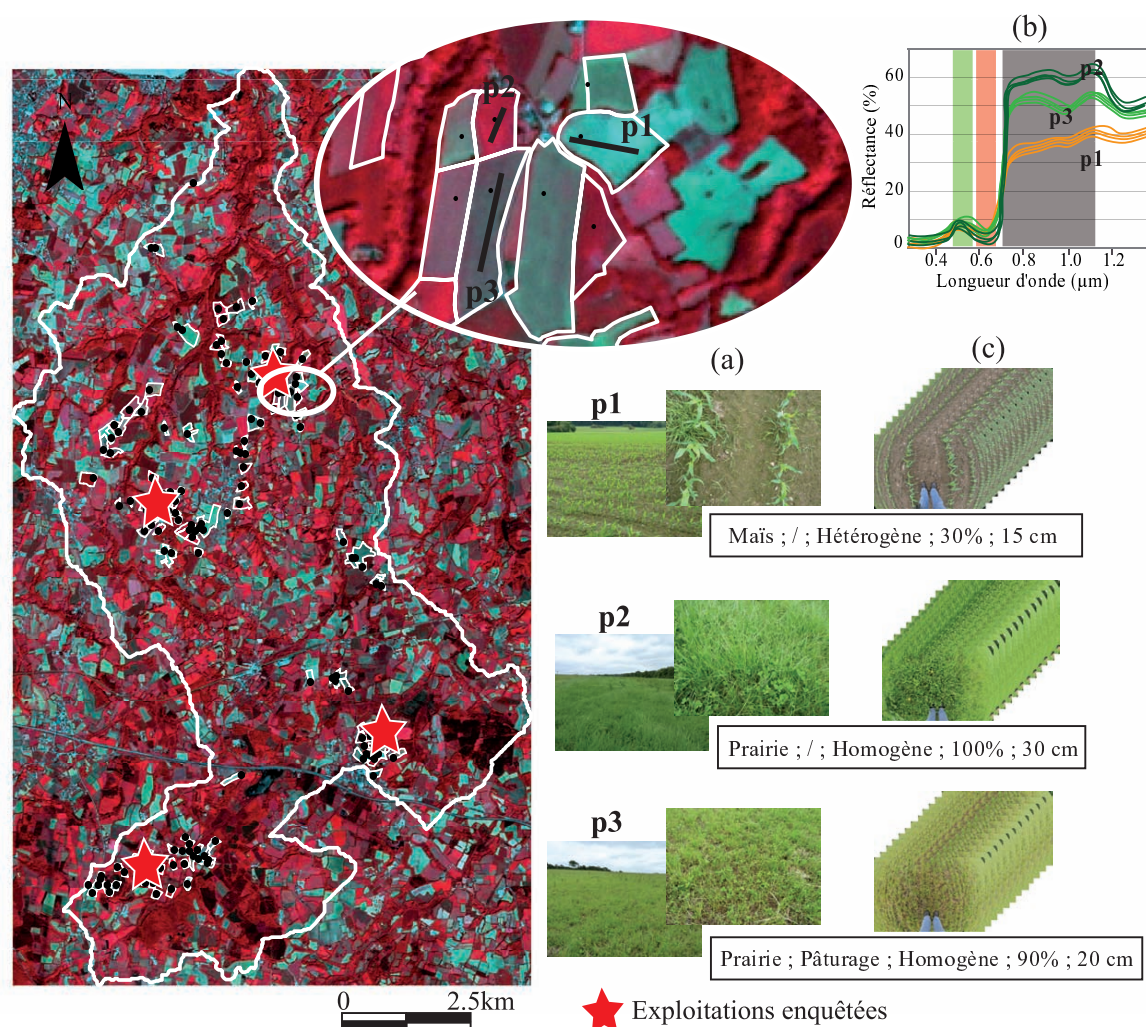 (b)
60
40
20
0
Réflectance (%)
p2
p3
p1
0.4 0.6 0.8 1.0 1.2
Longueur d'onde (µm)
N
p2
p1
p3
(a)
(c)
p1
Maïs ; / ; Hétérogène ; 30% ; 15 cm
p2
Prairie ; / ; Homogène ; 100% ; 30 cm
p3
Prairie ; Pâturage ; Homogène ; 90% ; 20 cm
0 2.5km
Exploitations enquêtées